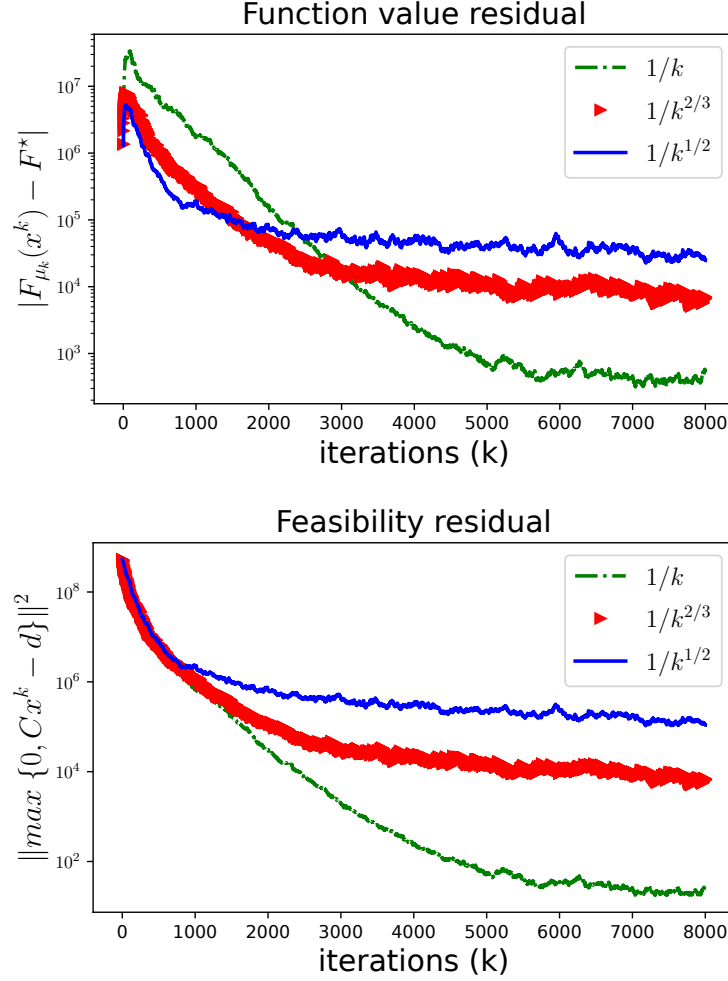 Function value residual
|F_{μ_k}(x^k) − F^⋆|
10^7
10^6
10^5
10^4
10^3
1/k
1/k^{2/3}
1/k^{1/2}
0 1000 2000 3000 4000 5000 6000 7000 8000
iterations (k)
Feasibility residual
‖max {0, Cx^k − d}‖^2
10^8
10^6
10^4
10^2
1/k
1/k^{2/3}
1/k^{1/2}
0 1000 2000 3000 4000 5000 6000 7000 8000
iterations (k)